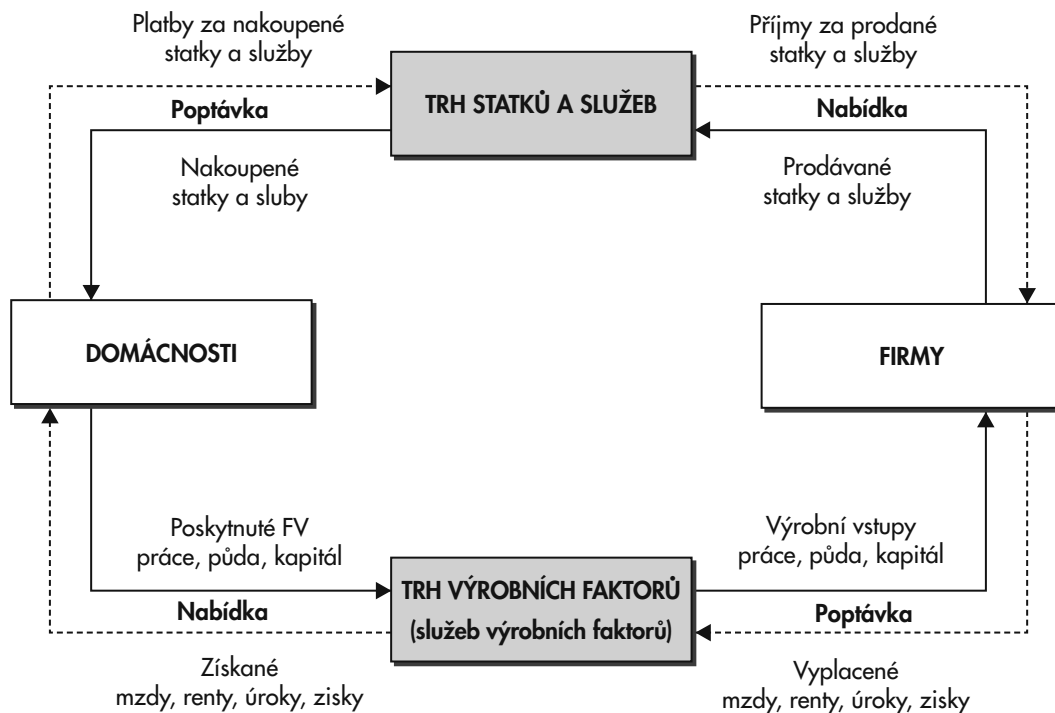 Platby za nakoupené
statky a služby
Příjmy za prodané
statky a služby
TRH STATKŮ A SLUŽEB
Poptávka
Nabídka
Nakoupené
statky a sluby
Prodávané
statky a služby
DOMÁCNOSTI
FIRMY
Poskytnuté FV
práce, půda, kapitál
Výrobní vstupy
práce, půda, kapitál
TRH VÝROBNÍCH FAKTORŮ
(služeb výrobních faktorů)
Nabídka
Poptávka
Získané
mzdy, renty, úroky, zisky
Vyplacené
mzdy, renty, úroky, zisky